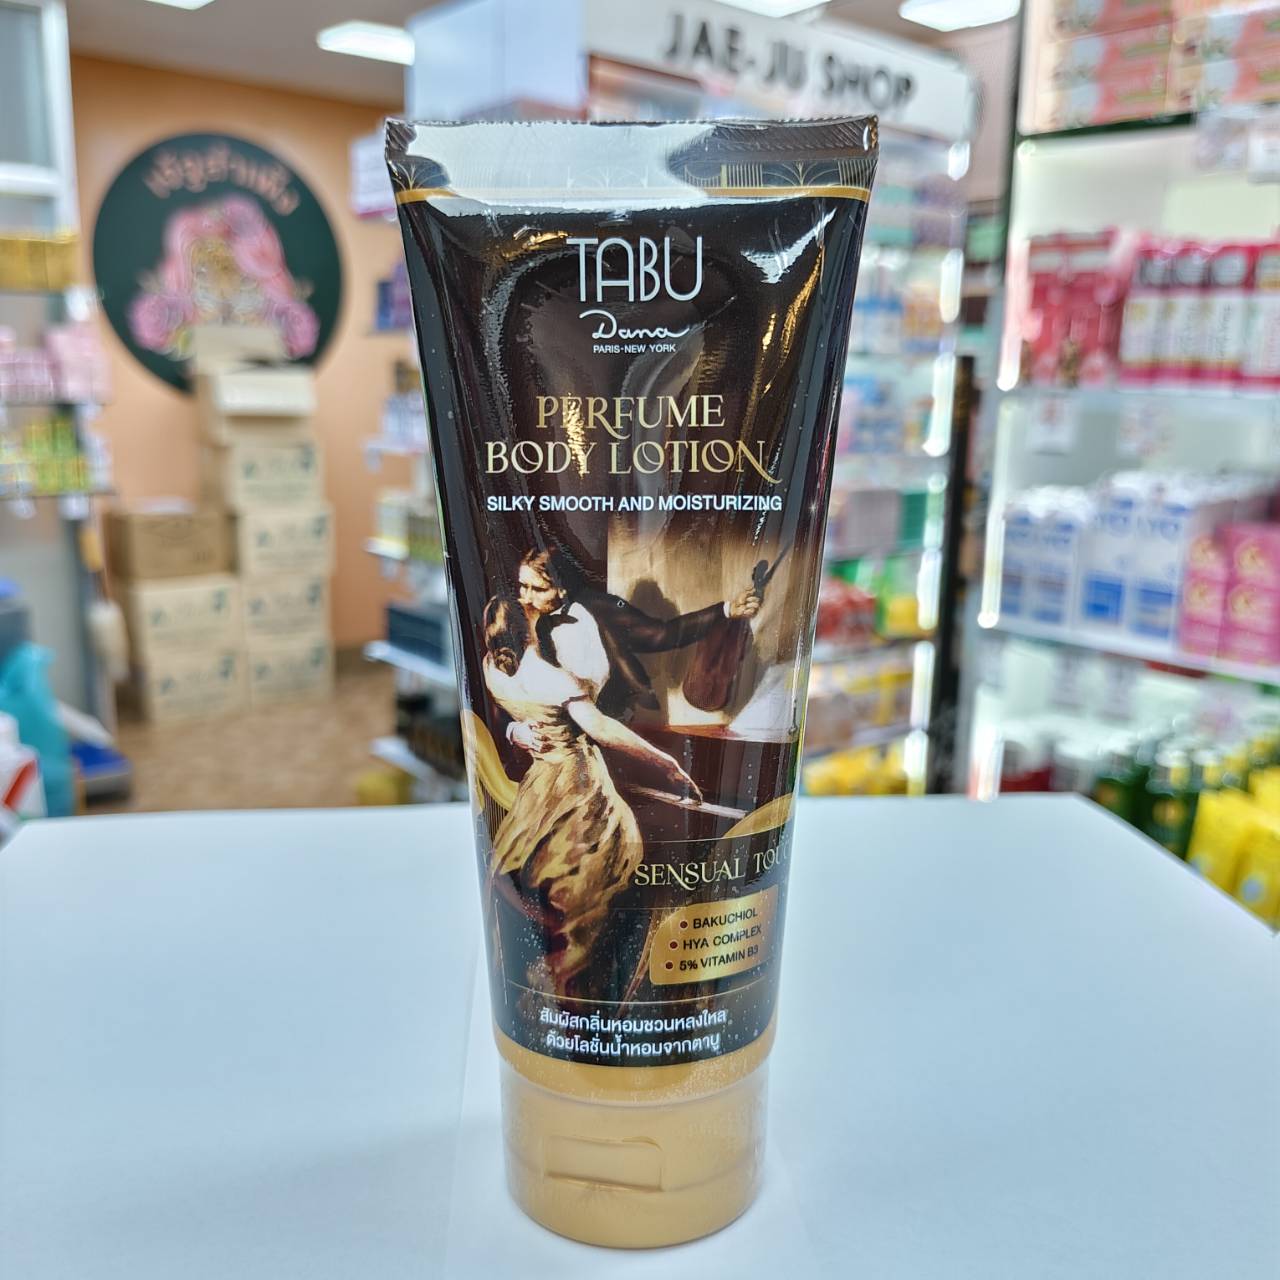 JAE-JU SHOP
TABU
Dana
PARIS•NEW YORK
PERFUME
BODY LOTION
SILKY SMOOTH AND MOISTURIZING
SENSUAL
• BAKUCHIOL
• HYA COMPLEX
• 5% VITAMIN B3
สัมผัสกลิ่นหอมชวนหลงใหล
ด้วยโลชั่นน้ำหอมจากตาบู